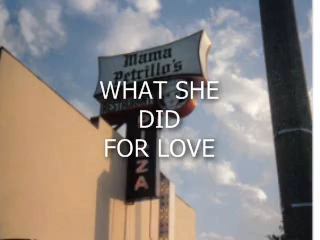 Mama
Petrillo's
WHAT SHE
DID
FOR LOVE
ZA